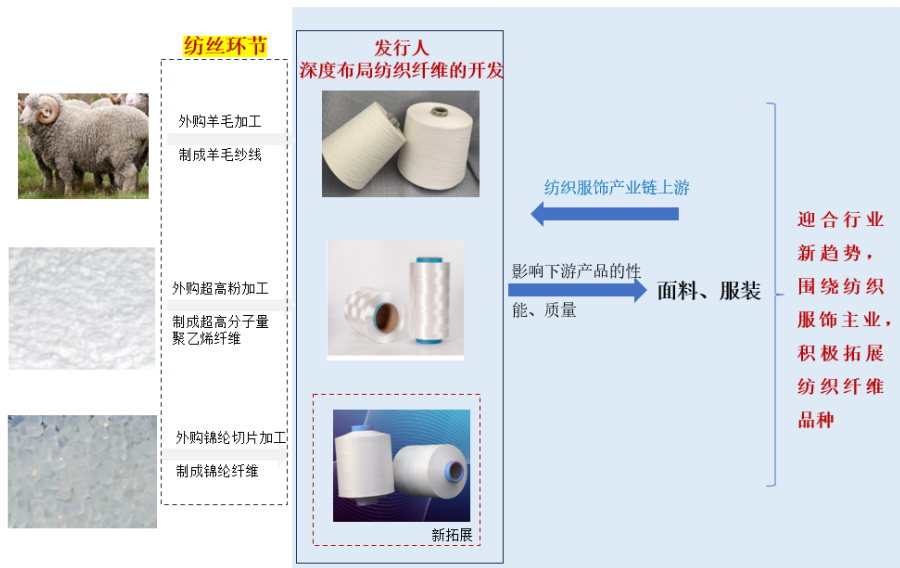 纺丝环节
发行人
深度布局纺织纤维的开发
外购羊毛加工
制成羊毛纱线
外购超高粉加工
制成超高分子量
聚乙烯纤维
外购锦纶切片加工
制成锦纶纤维
新拓展
纺织服饰产业链上游
影响下游产品的性
能、质量
面料、服装
迎合行业
新趋势，
围绕纺织
服饰主业，
积极拓展
纺织纤维
品种